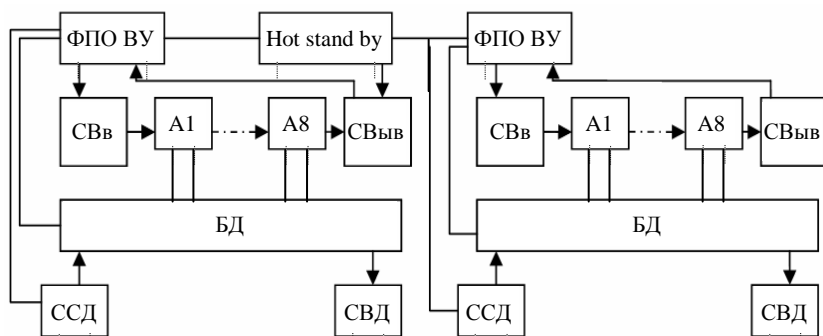 ФПО ВУ Hot stand by ФПО ВУ
СВв А1 А8 СВыв СВв А1 А8 СВыв
БД БД
ССД СВД ССД СВД